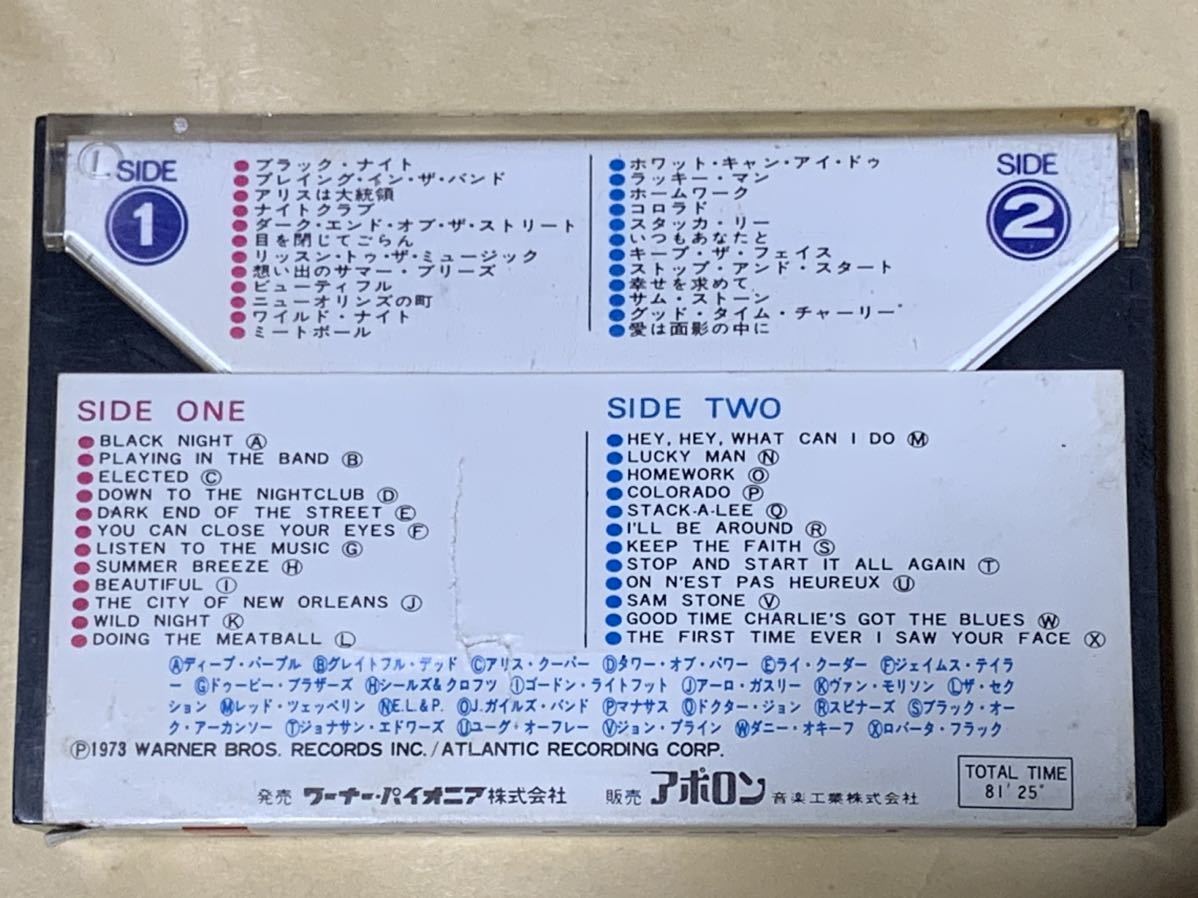 SIDE
1
ブラック・ナイト
プレイング・イン・ザ・バンド
アリスは大統領
ナイトクラブ
ダーク・エンド・オブ・ザ・ストリート
目を閉じてごらん
リッスン・トゥ・ザ・ミュージック
想い出のサマー・ブリーズ
ビューティフル
ニューオリンズの町
ワイルド・ナイト
ミートボール
ホワット・キャン・アイ・ドゥ
ラッキー・マン
ホームワーク
コロラド
スタッカ・リー
いつもあなたと
キープ・ザ・フェイス
ストップ・アンド・スタート
幸せを求めて
サム・ストーン
グッド・タイム・チャーリー
愛は面影の中に
SIDE
2
SIDE ONE
BLACK NIGHT Ⓐ
PLAYING IN THE BAND Ⓑ
ELECTED Ⓒ
DOWN TO THE NIGHTCLUB Ⓓ
DARK END OF THE STREET Ⓔ
YOU CAN CLOSE YOUR EYES Ⓕ
LISTEN TO THE MUSIC Ⓖ
SUMMER BREEZE Ⓗ
BEAUTIFUL Ⓘ
THE CITY OF NEW ORLEANS Ⓙ
WILD NIGHT Ⓚ
DOING THE MEATBALL Ⓛ
SIDE TWO
HEY, HEY, WHAT CAN I DO Ⓜ
LUCKY MAN Ⓝ
HOMEWORK Ⓞ
COLORADO Ⓟ
STACK-A-LEE Ⓠ
I'LL BE AROUND Ⓡ
KEEP THE FAITH Ⓢ
STOP AND START IT ALL AGAIN Ⓣ
ON N'EST PAS HEUREUX Ⓤ
SAM STONE Ⓥ
GOOD TIME CHARLIE'S GOT THE BLUES Ⓦ
THE FIRST TIME EVER I SAW YOUR FACE Ⓧ
Ⓐディープ・パープル Ⓑグレイトフル・デッド Ⓒアリス・クーパー Ⓓタワー・オブ・パワー Ⓔライ・クーダー Ⓕジェイムス・テイラ
ー Ⓖドゥービー・ブラザーズ Ⓗシールズ&クロフツ Ⓘゴードン・ライトフット Ⓙアーロ・ガスリー Ⓚヴァン・モリソン Ⓛザ・セク
ション Ⓜレッド・ツェッペリン ⓃE.L.&P. ⓄJ.ガイルズ・バンド Ⓟマナサス Ⓠドクター・ジョン Ⓡスピナーズ Ⓢブラック・オー
ク・アーカンソー Ⓣジョナサン・エドワーズ Ⓤユーグ・オーフレー Ⓥジョン・プライン Ⓦダニー・オキーフ Ⓧロバータ・フラック
Ⓟ1973 WARNER BROS. RECORDS INC./ATLANTIC RECORDING CORP.
発売 ワーナー・パイオニア株式会社 販売 アポロン音楽工業株式会社
TOTAL TIME
81'25"